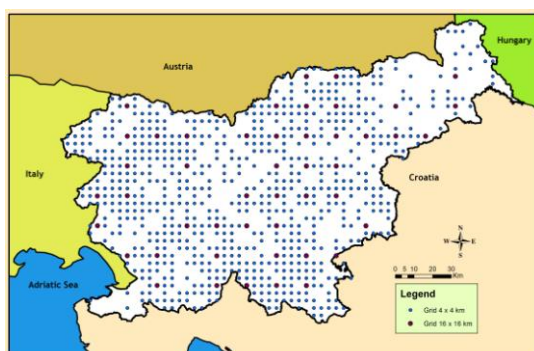 Austria
Hungary
Italy
Croatia
Adriatic Sea
N
W E
S
0 5 10 20 30
Km
Legend
Grid 4 x 4 km
Grid 16 x 16 km